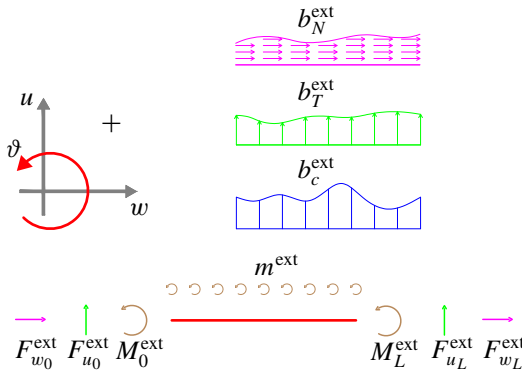 b_N^ext
u
+
b_T^ext
ϑ
b_c^ext
w
m^ext
F_{w_0}^ext F_{u_0}^ext M_0^ext M_L^ext F_{u_L}^ext F_{w_L}^ext